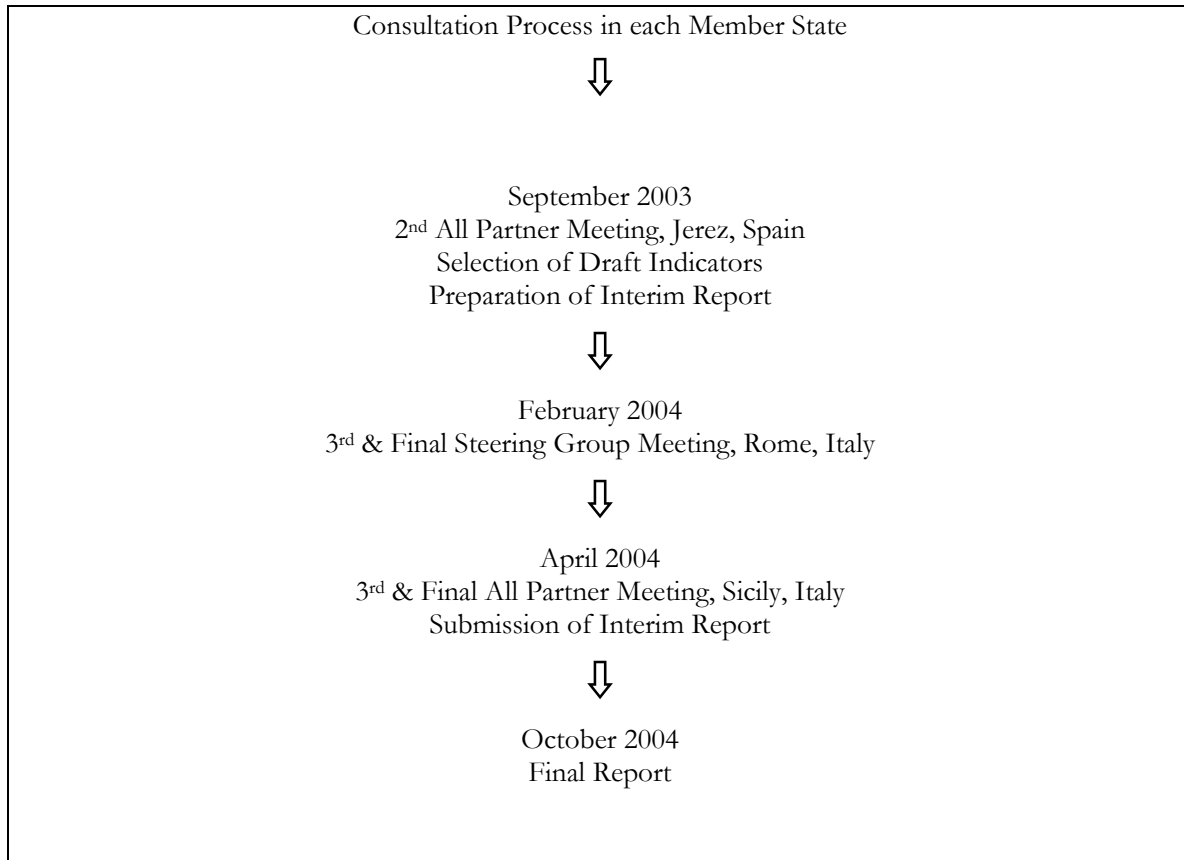 Consultation Process in each Member State
September 2003
2nd All Partner Meeting, Jerez, Spain
Selection of Draft Indicators
Preparation of Interim Report
February 2004
3rd & Final Steering Group Meeting, Rome, Italy
April 2004
3rd & Final All Partner Meeting, Sicily, Italy
Submission of Interim Report
October 2004
Final Report